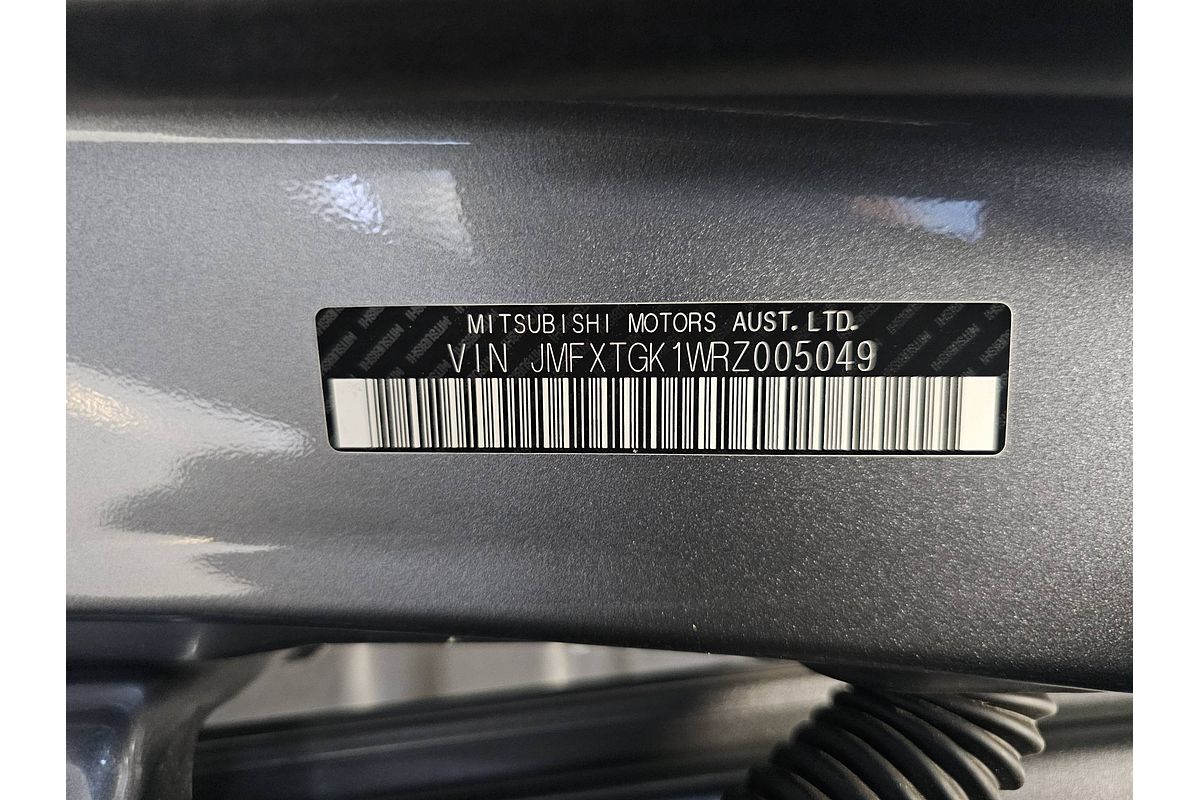 MITSUBISHI MOTORS AUST. LTD.
VIN JMFXTGK1WRZ005049